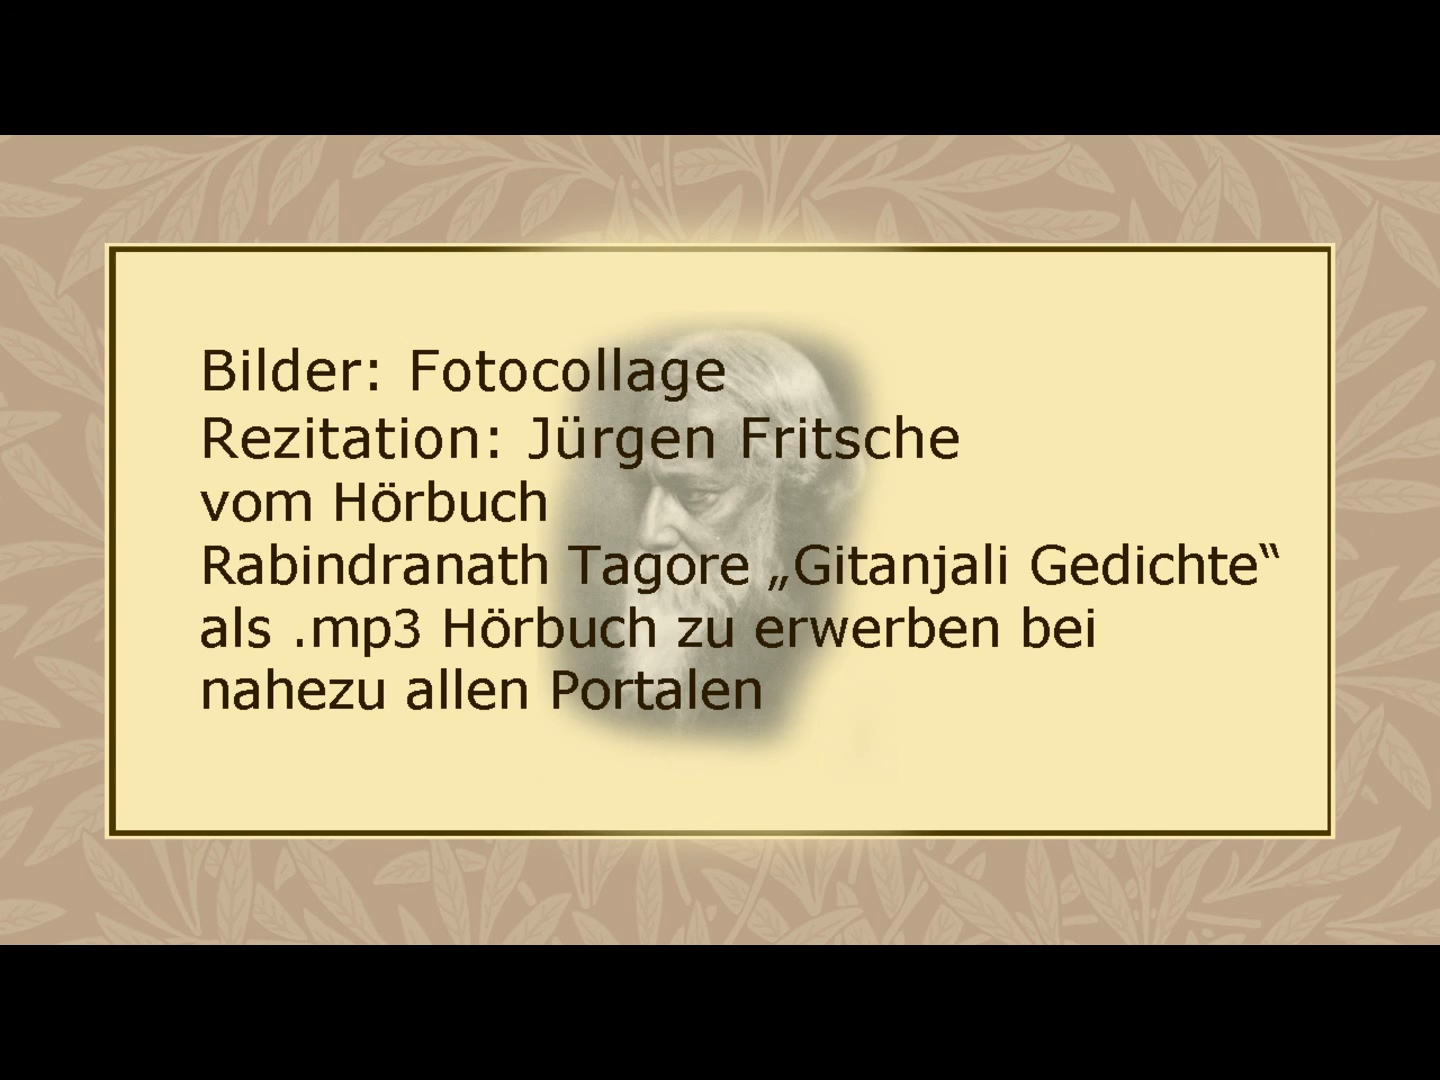 Bilder: Fotocollage
Rezitation: Jürgen Fritsche
vom Hörbuch
Rabindranath Tagore „Gitanjali Gedichte“
als .mp3 Hörbuch zu erwerben bei
nahezu allen Portalen